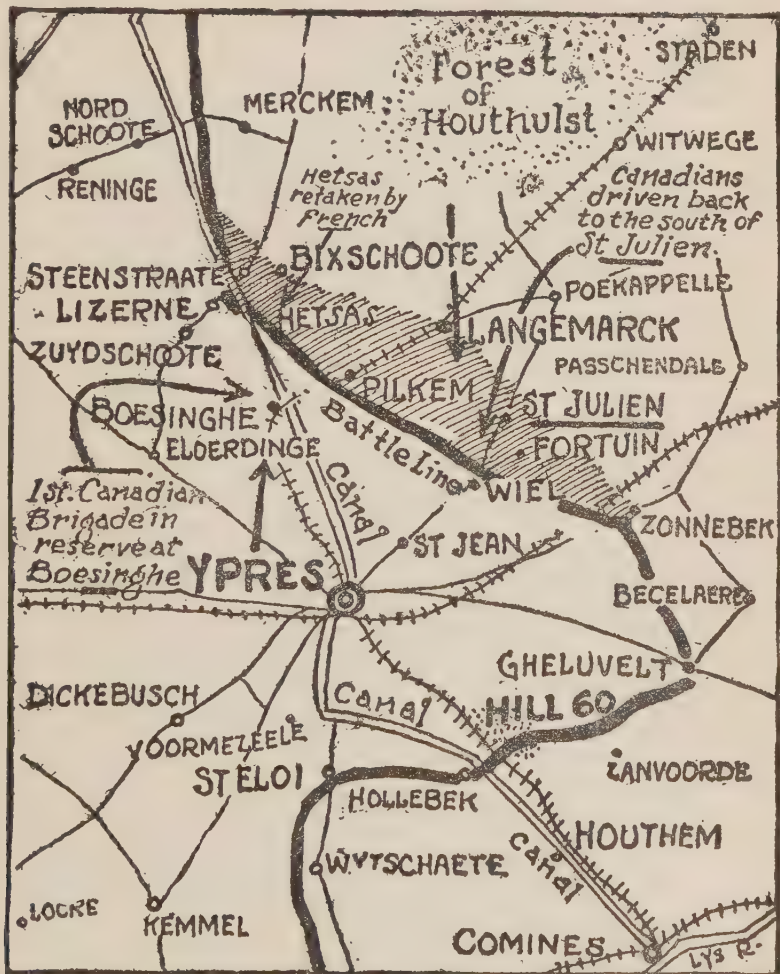 Forest
of
Houthulst
STADEN
NORD
SCHOOTE
MERCKEM
WITWEGE
RENINGE
Hetsas
retaken by
French
Canadians
driven back
to the south of
St Julien.
BIXSCHOOTE
STEENSTRAATE
LIZERNE
POEKAPPELLE
HETSAS
LANGEMARCK
ZUYDSCHOOTE
PASSCHENDALE
PILKEM
ST JULIEN
BOESINGHE
Battle Line
FORTUIN
ELOERDINGE
WIEL
Canal
1st. Canadian
Brigade in
reserve at
Boesinghe
ZONNEBEK
ST JEAN
YPRES
BECELAERE
GHELUVELT
DICKEBUSCH
Canal
HILL 60
VOORMEZEELE
ST ELOI
ZANVOORDE
HOLLEBEK
HOUTHEM
Canal
WYTSCHAETE
LOCRE
KEMMEL
COMINES
LYS R.